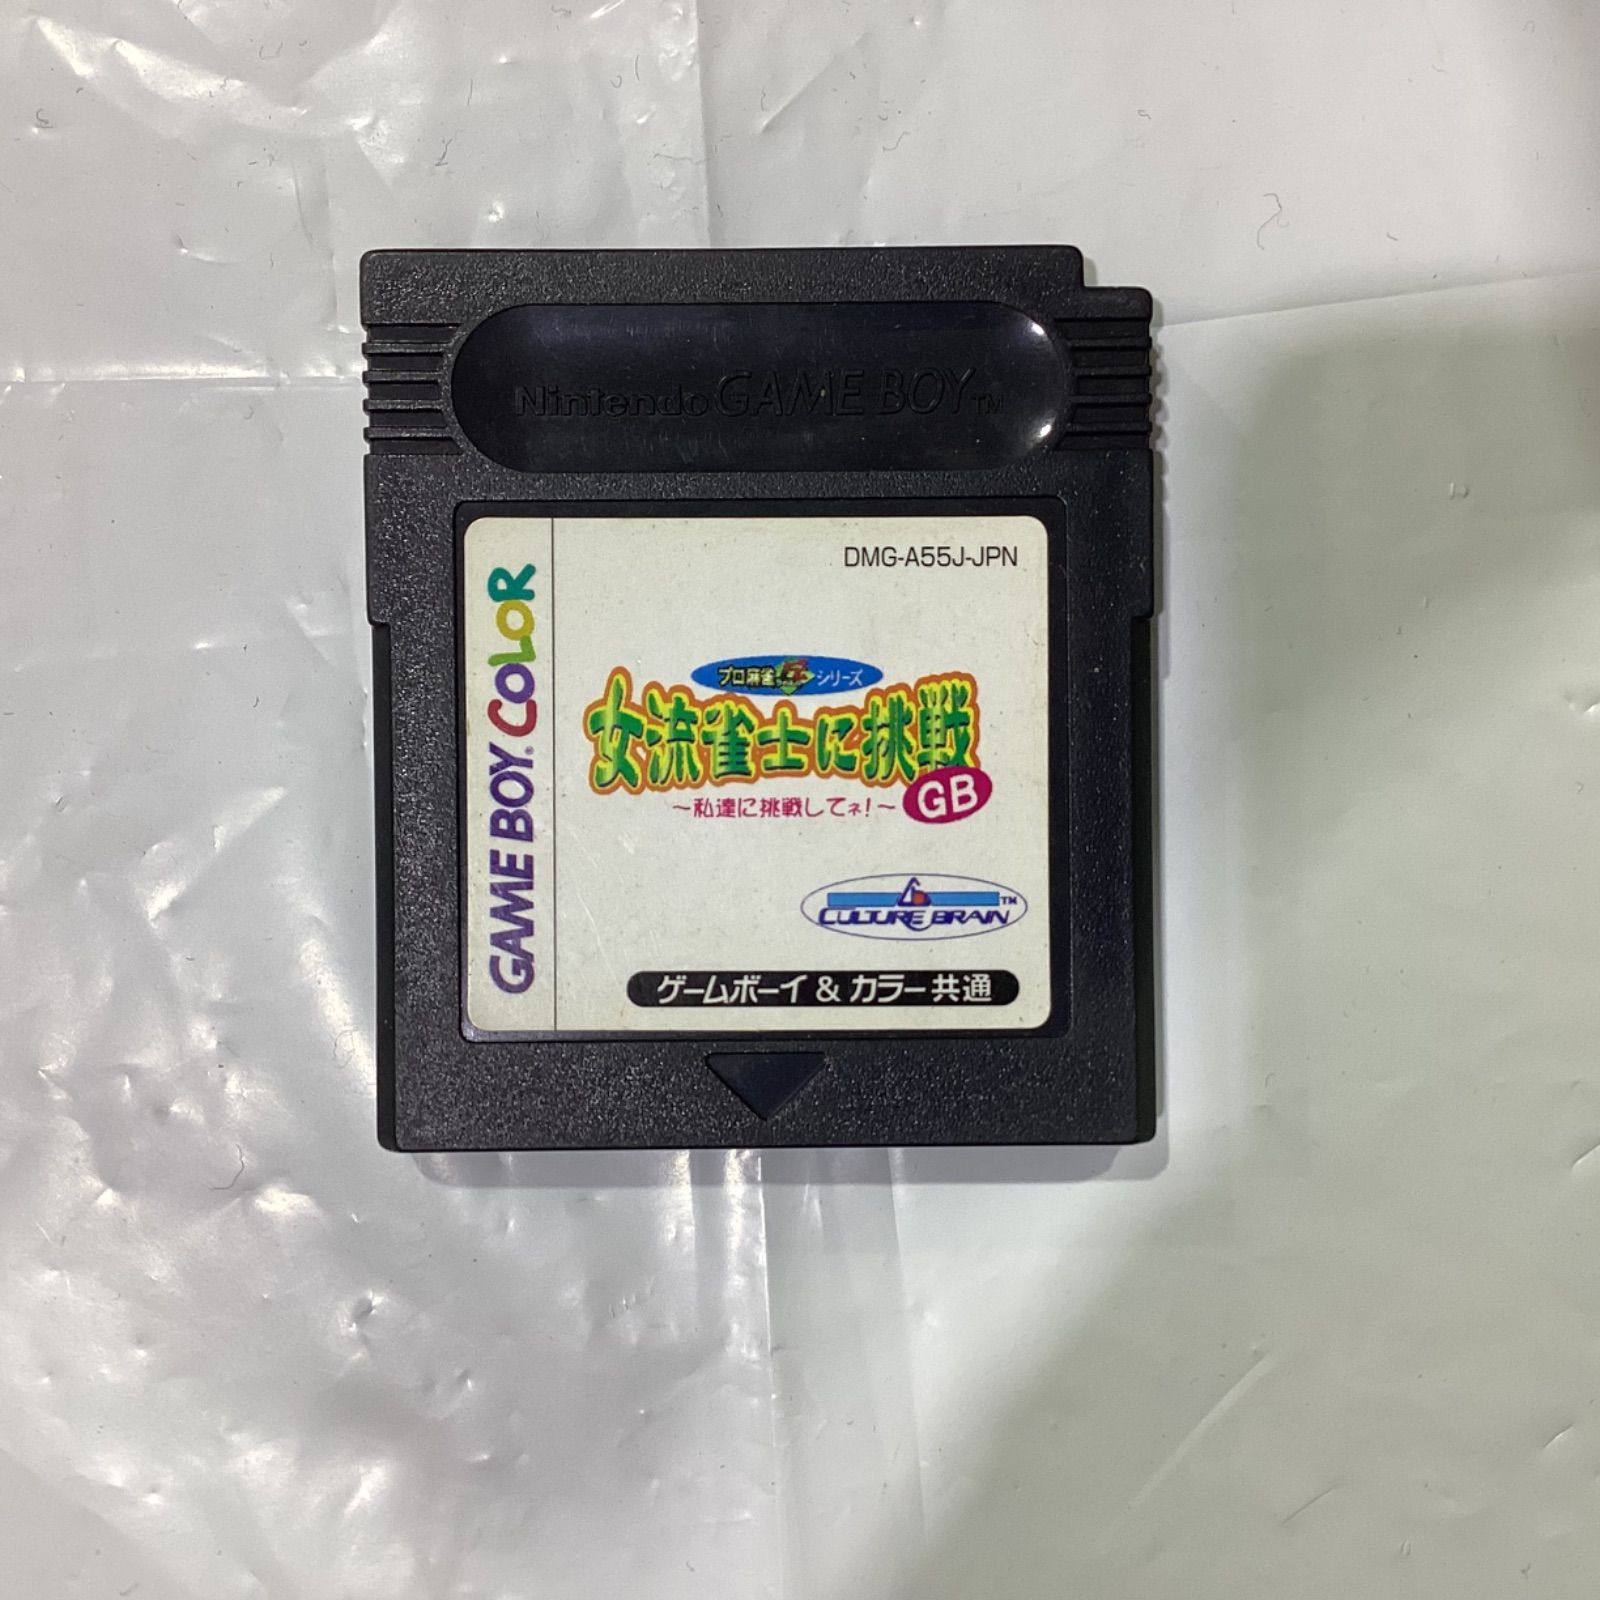 Nintendo GAME BOY™
DMG-A55J-JPN
GAME BOY COLOR
プロ麻雀
シリーズ
女流雀士に挑戦
GB
～私達に挑戦してネ!～
CULTURE BRAIN™
ゲームボーイ & カラー共通